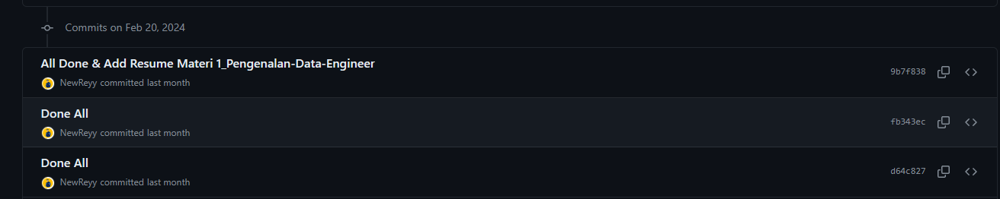 Commits on Feb 20, 2024
All Done & Add Resume Materi 1_Pengenalan-Data-Engineer
NewReyy committed last month
9b7f838
Done All
NewReyy committed last month
fb343ec
Done All
NewReyy committed last month
d64c827